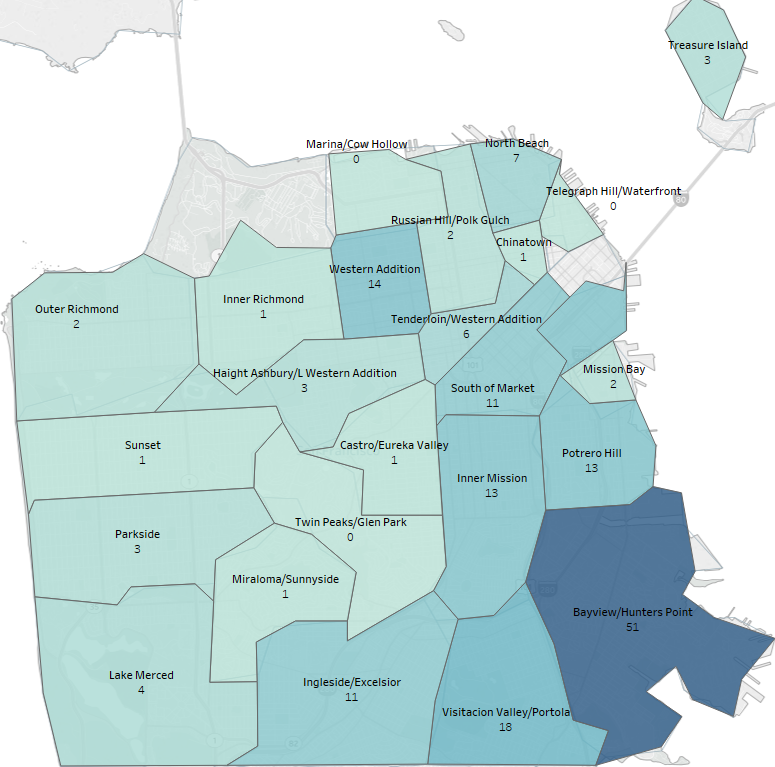 Treasure Island
3
Marina/Cow Hollow
0
North Beach
7
Telegraph Hill/Waterfront
0
80
Russian Hill/Polk Gulch
2
Chinatown
1
Western Addition
14
Outer Richmond
2
Inner Richmond
1
Tenderloin/Western Addition
6
Haight Ashbury/L Western Addition
3
101
Mission Bay
2
South of Market
11
Sunset
1
Castro/Eureka Valley
1
Potrero Hill
13
Inner Mission
13
Twin Peaks/Glen Park
0
Parkside
3
Miraloma/Sunnyside
1
Bayview/Hunters Point
51
Lake Merced
4
Ingleside/Excelsior
11
Visitacion Valley/Portola
18
1
82